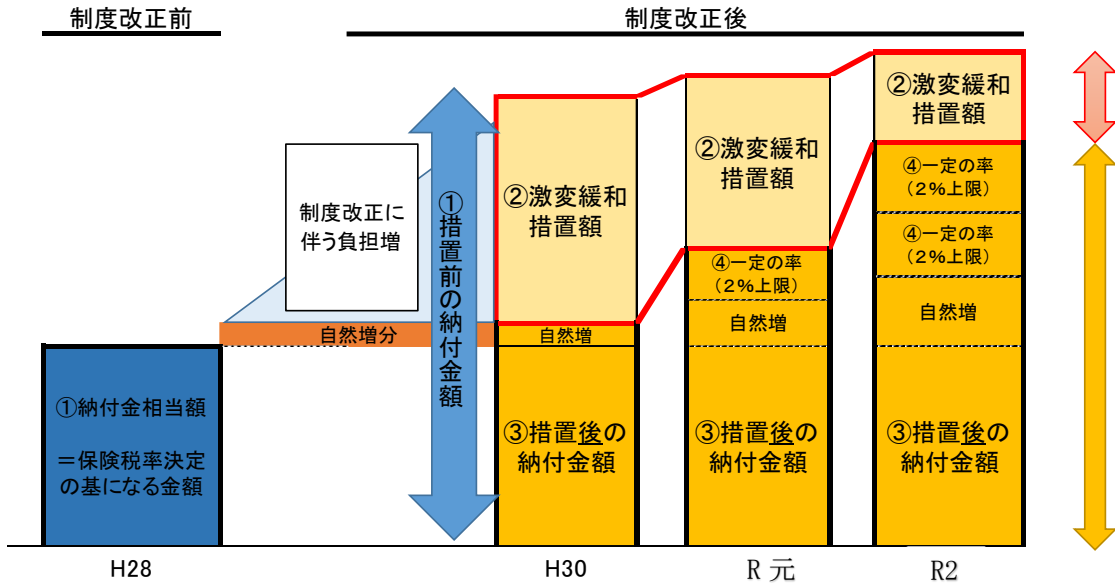 制度改正前
制度改正後
①納付金相当額
＝保険税率決定
の基になる金額
制度改正に
伴う負担増
自然増分
①措置前の納付金額
②激変緩和
措置額
自然増
③措置後の
納付金額
②激変緩和
措置額
④一定の率
（2％上限）
自然増
③措置後の
納付金額
②激変緩和
措置額
④一定の率
（2％上限）
④一定の率
（2％上限）
自然増
③措置後の
納付金額
H28
H30
R元
R2